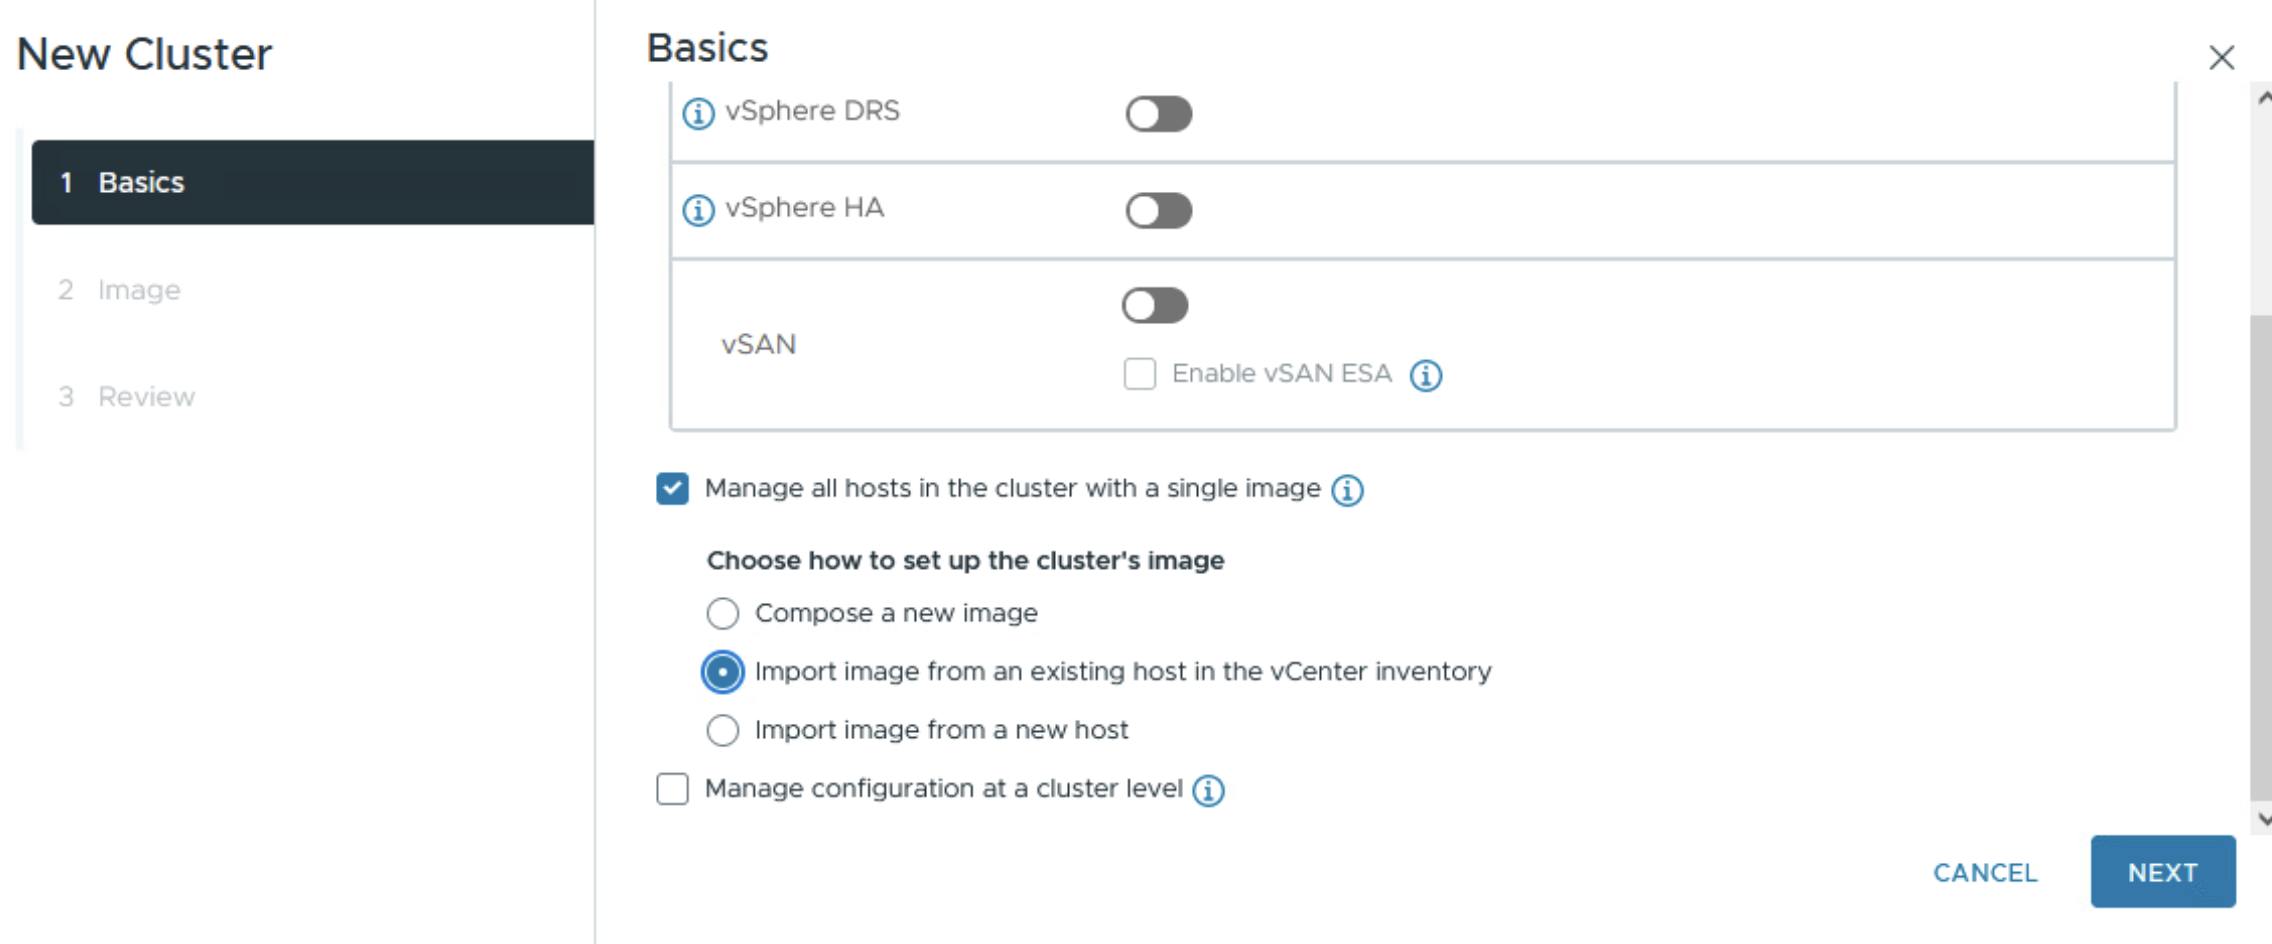 New Cluster
1 Basics
2 Image
3 Review
Basics
vSphere DRS
vSphere HA
vSAN
Enable vSAN ESA
Manage all hosts in the cluster with a single image
Choose how to set up the cluster's image
Compose a new image
Import image from an existing host in the vCenter inventory
Import image from a new host
Manage configuration at a cluster level
CANCEL NEXT